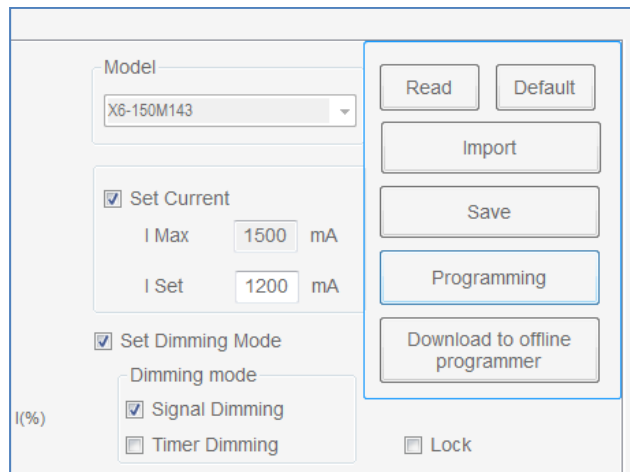 Model
X6-150M143
Read
Default
Import
Set Current
I Max 1500 mA
I Set 1200 mA
Save
Programming
Set Dimming Mode
Dimming mode
Signal Dimming
Timer Dimming
Download to offline
programmer
I(%)
Lock